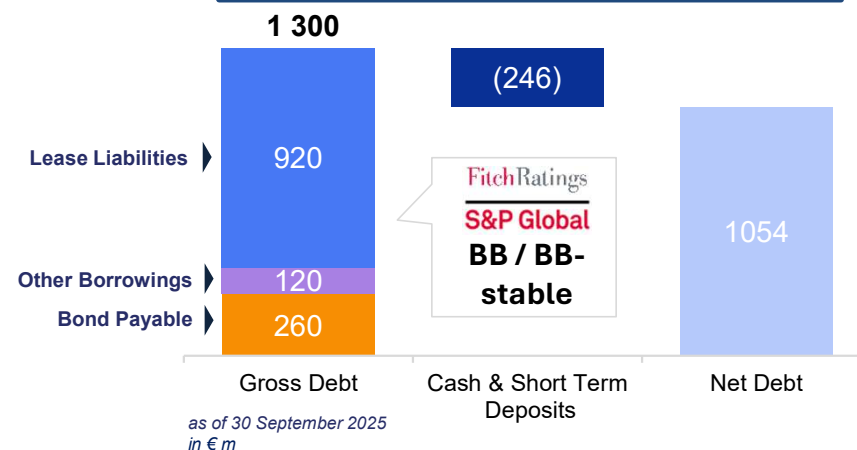 1 300
(246)
Lease Liabilities
920
FitchRatings
S&P Global
BB / BB-
stable
1054
Other Borrowings
120
Bond Payable
260
Gross Debt
Cash & Short Term
Deposits
Net Debt
as of 30 September 2025
in € m